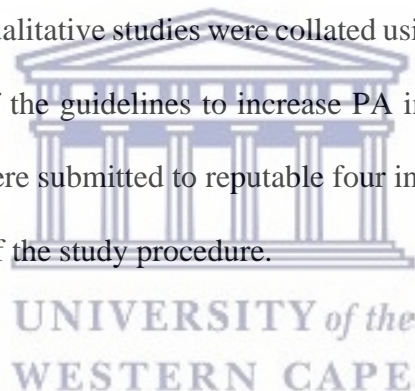 ualitative studies were collated usi
f the guidelines to increase PA in
ere submitted to reputable four in
f the study procedure.
UNIVERSITY of the
WESTERN CAPE